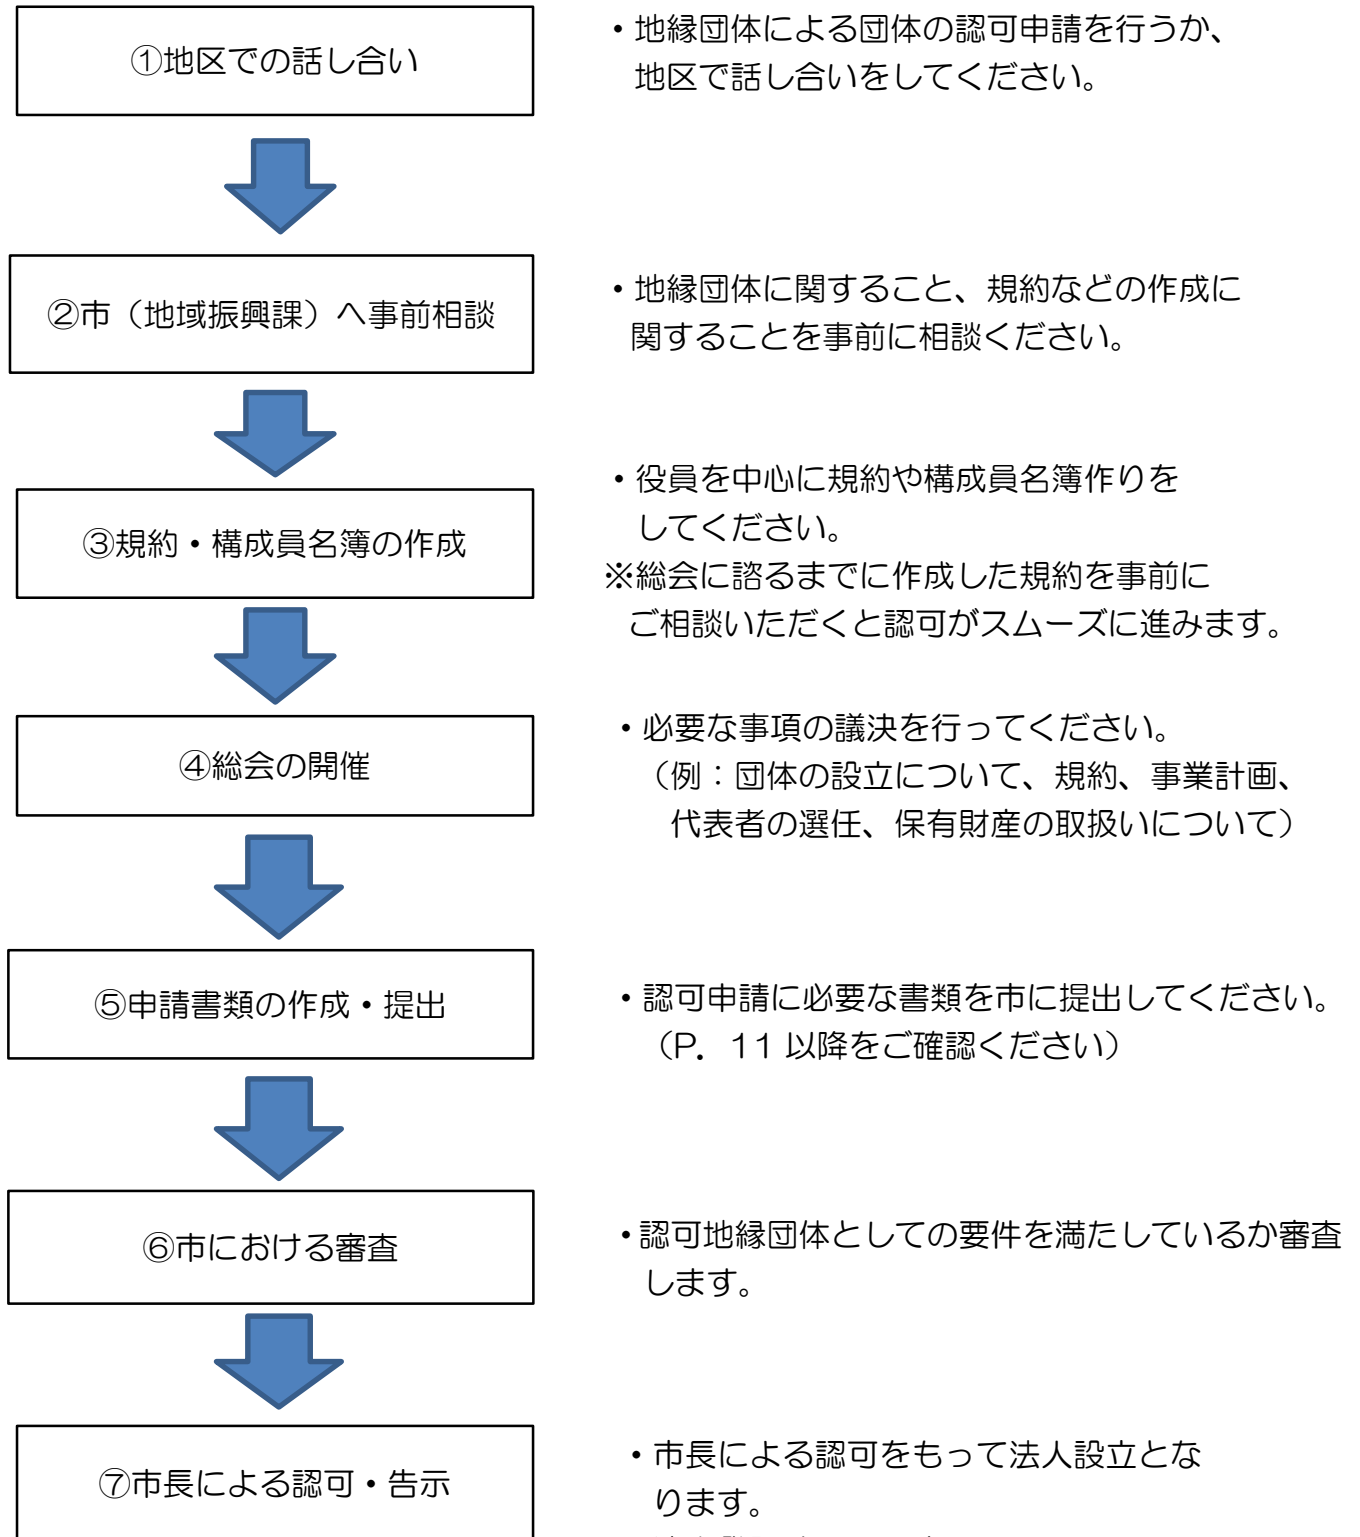 ①地区での話し合い
・地縁団体による団体の認可申請を行うか、
地区で話し合いをしてください。
②市（地域振興課）へ事前相談
・地縁団体に関すること、規約などの作成に
関することを事前に相談ください。
③規約・構成員名簿の作成
・役員を中心に規約や構成員名簿作りを
してください。
※総会に諮るまでに作成した規約を事前に
ご相談いただくと認可がスムーズに進みます。
④総会の開催
・必要な事項の議決を行ってください。
（例：団体の設立について、規約、事業計画、
代表者の選任、保有財産の取扱いについて）
⑤申請書類の作成・提出
・認可申請に必要な書類を市に提出してください。
（P．11 以降をご確認ください）
⑥市における審査
・認可地縁団体としての要件を満たしているか審査
します。
⑦市長による認可・告示
・市長による認可をもって法人設立とな
ります。